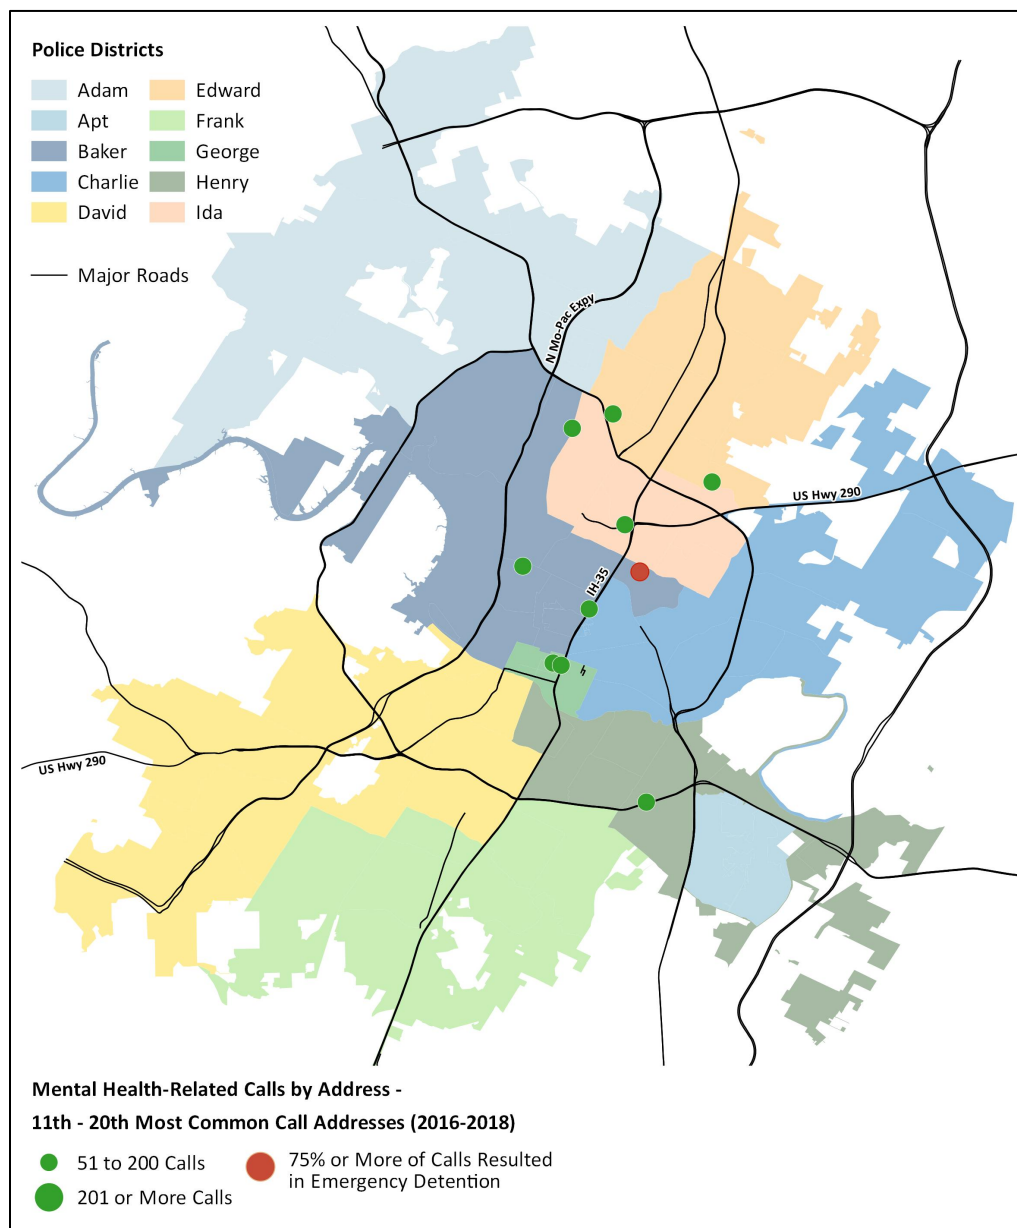 Police Districts
Adam
Edward
Apt
Frank
Baker
George
Charlie
Henry
David
Ida
Major Roads
N Mo-Pac Expy
US Hwy 290
IH-35
US Hwy 290
Mental Health-Related Calls by Address -
11th - 20th Most Common Call Addresses (2016-2018)
51 to 200 Calls
201 or More Calls
75% or More of Calls Resulted
in Emergency Detention